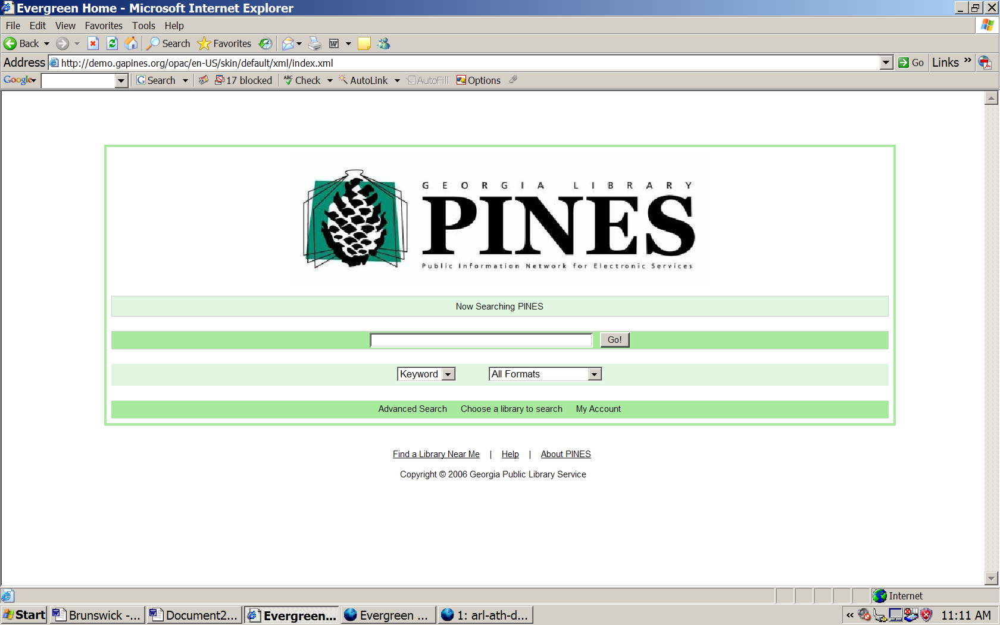 Evergreen Home - Microsoft Internet Explorer
File Edit View Favorites Tools Help
Back Search Favorites
Address http://demo.gapines.org/opac/en-US/skin/default/xml/index.xml Go Links »
Google Search 17 blocked ABC Check AutoLink AutoFill Options
GEORGIA LIBRARY
PINES
Public Information Network for Electronic Services
Now Searching PINES
Go!
Keyword All Formats
Advanced Search Choose a library to search My Account
Find a Library Near Me | Help | About PINES
Copyright © 2006 Georgia Public Library Service
Internet
Start Brunswick -... Document2... Evergreen... Evergreen ... 1: arl-ath-d... « 11:11 AM